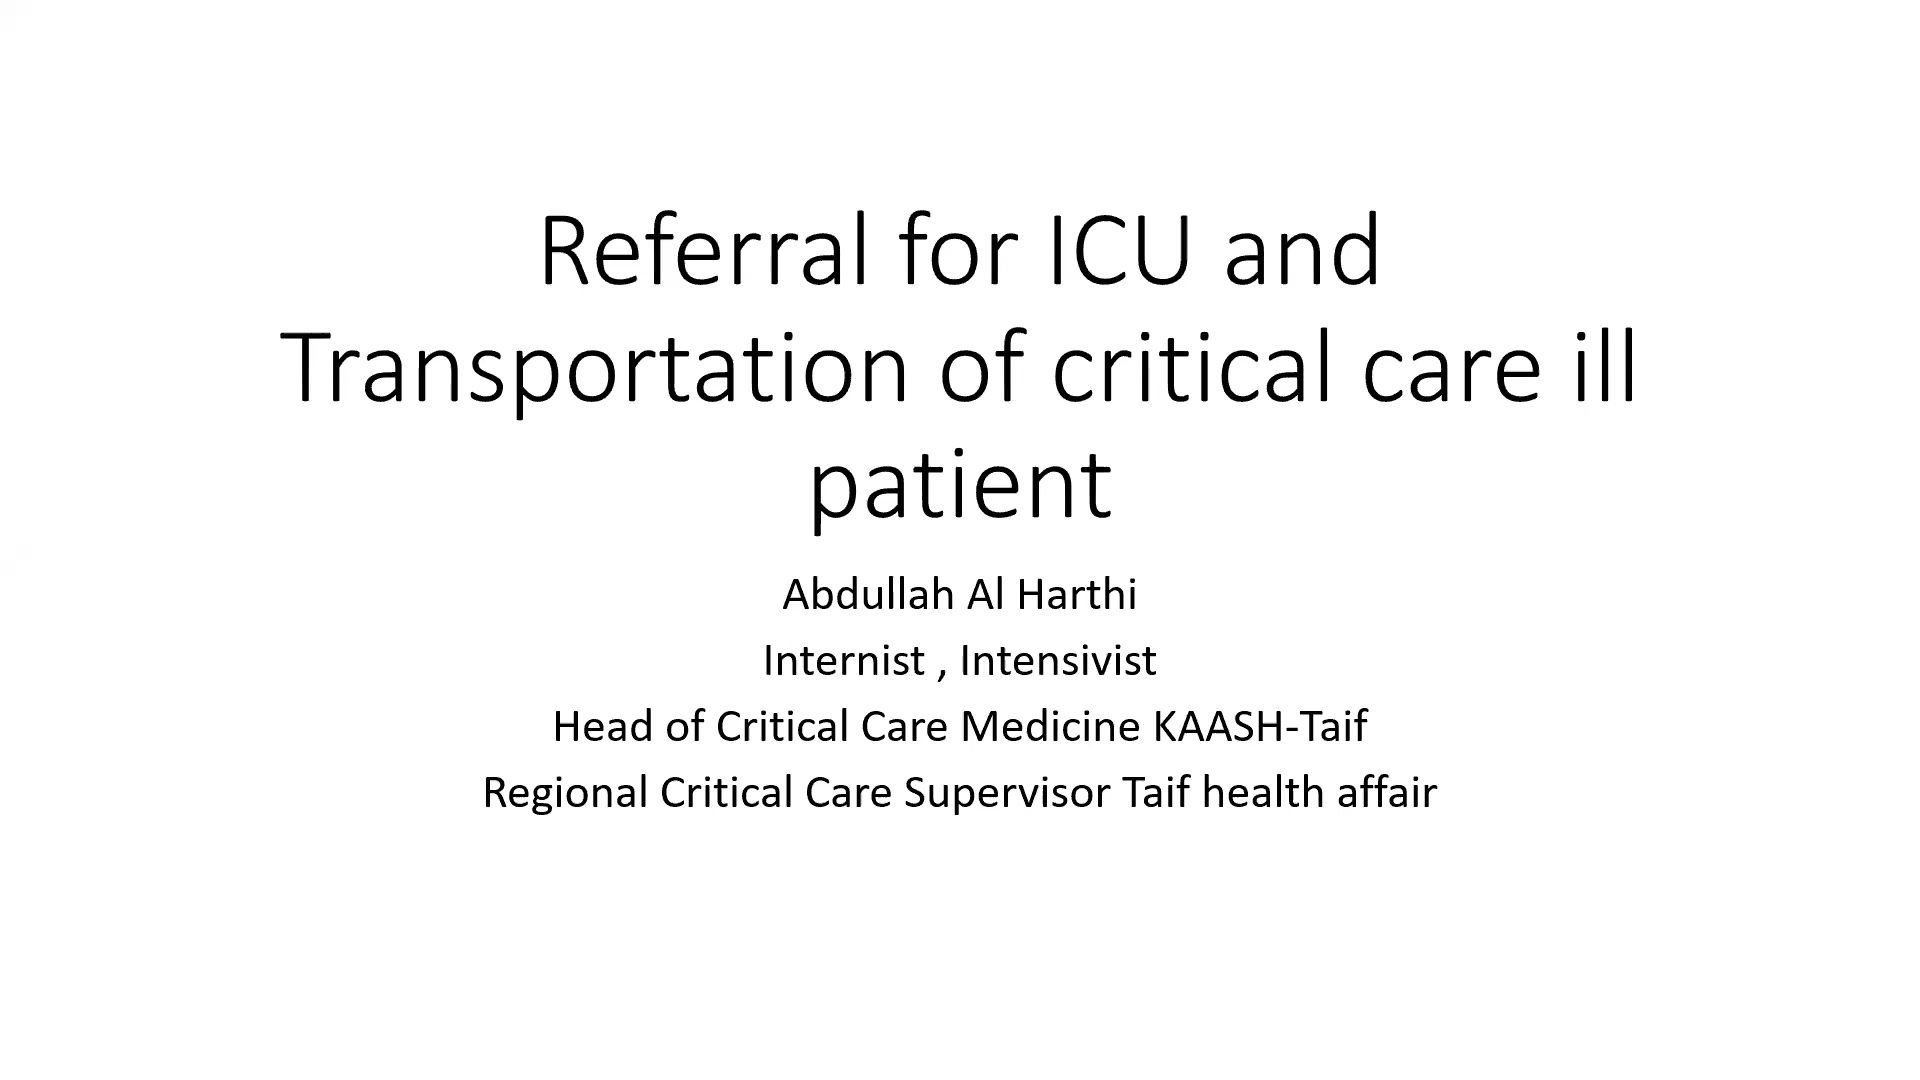 Referral for ICU and
Transportation of critical care ill
patient
Abdullah Al Harthi
Internist , Intensivist
Head of Critical Care Medicine KAASH-Taif
Regional Critical Care Supervisor Taif health affair